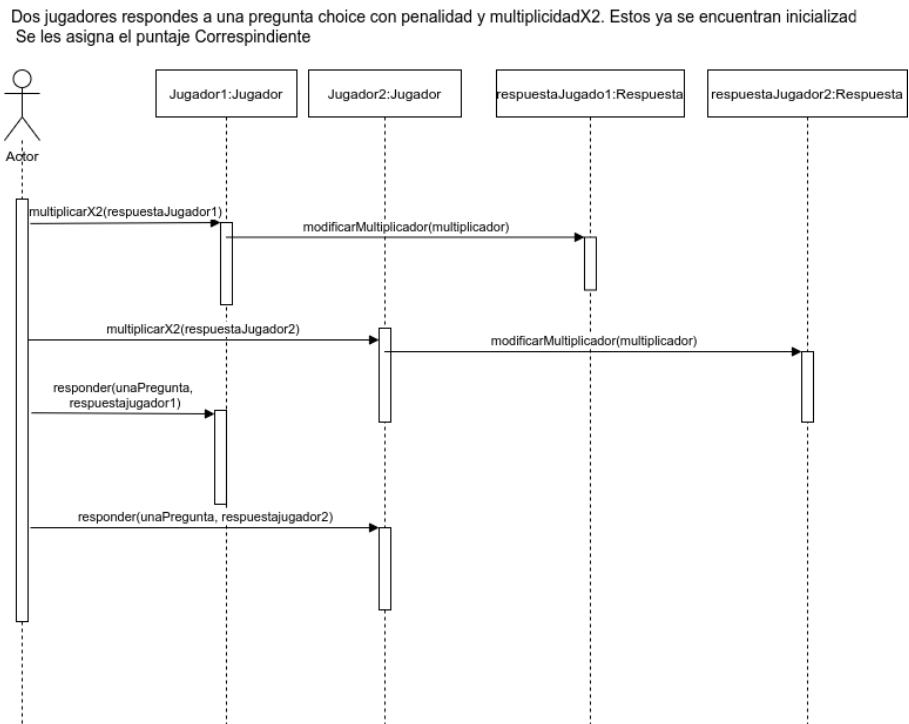 Dos jugadores respondes a una pregunta choice con penalidad y multiplicidadX2. Estos ya se encuentran inicializad
Se les asigna el puntaje Correspindiente
Jugador1:Jugador
Jugador2:Jugador
respuestaJugado1:Respuesta
respuestaJugador2:Respuesta
Actor
multiplicarX2(respuestaJugador1)
modificarMultiplicador(multiplicador)
multiplicarX2(respuestaJugador2)
modificarMultiplicador(multiplicador)
responder(unaPregunta,
respuestajugador1)
responder(unaPregunta, respuestajugador2)